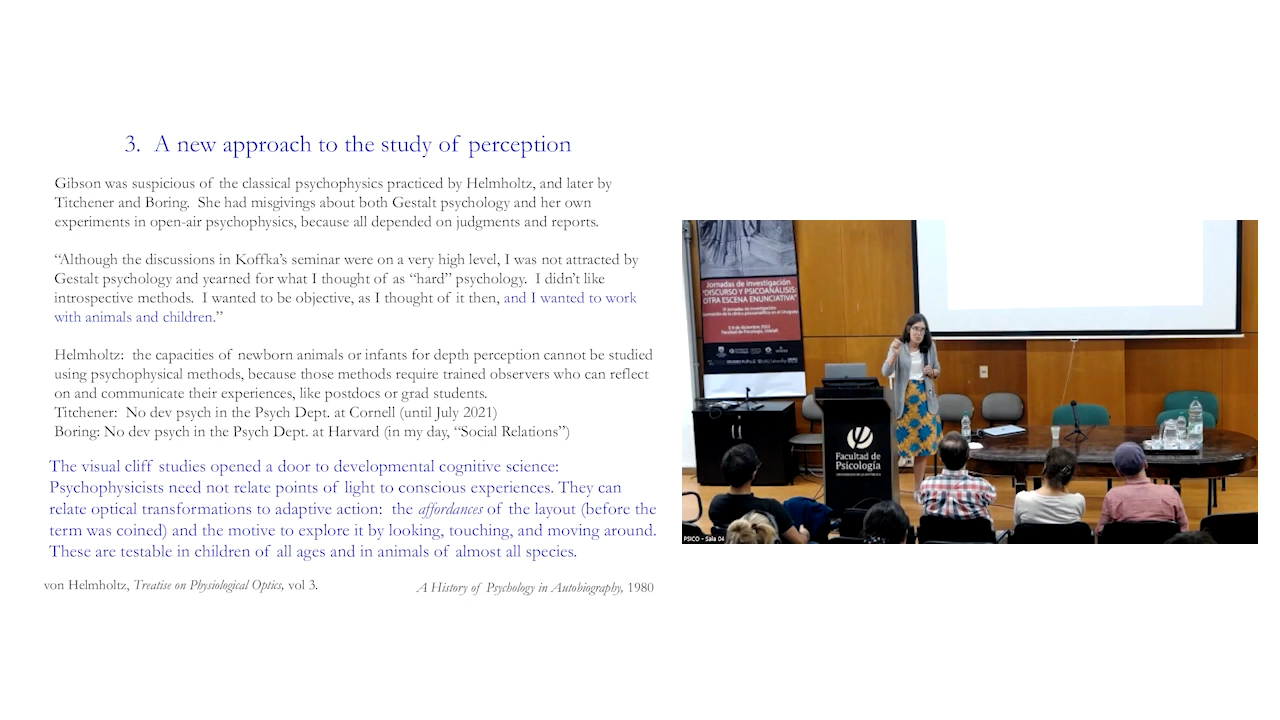 3. A new approach to the study of perception
Gibson was suspicious of the classical psychophysics practiced by Helmholtz, and later by
Titchener and Boring. She had misgivings about both Gestalt psychology and her own
experiments in open-air psychophysics, because all depended on judgments and reports.
“Although the discussions in Koffka’s seminar were on a very high level, I was not attracted by
Gestalt psychology and yearned for what I thought of as “hard” psychology. I didn’t like
introspective methods. I wanted to be objective, as I thought of it then, and I wanted to work
with animals and children.”
Helmholtz: the capacities of newborn animals or infants for depth perception cannot be studied
using psychophysical methods, because those methods require trained observers who can reflect
on and communicate their experiences, like postdocs or grad students.
Titchener: No dev psych in the Psych Dept. at Cornell (until July 2021)
Boring: No dev psych in the Psych Dept. at Harvard (in my day, “Social Relations”)
The visual cliff studies opened a door to developmental cognitive science:
Psychophysicists need not relate points of light to conscious experiences. They can
relate optical transformations to adaptive action: the affordances of the layout (before the
term was coined) and the motive to explore it by looking, touching, and moving around.
These are testable in children of all ages and in animals of almost all species.
von Helmholtz, Treatise on Physiological Optics, vol 3.
A History of Psychology in Autobiography, 1980
Jornadas de investigación
"DISCURSO Y PSICOANÁLISIS:
OTRA ESCENA ENUNCIATIVA"
Facultad de
Psicología
UNIVERSIDAD DE LA REPÚBLICA
PSICO - Sala 04